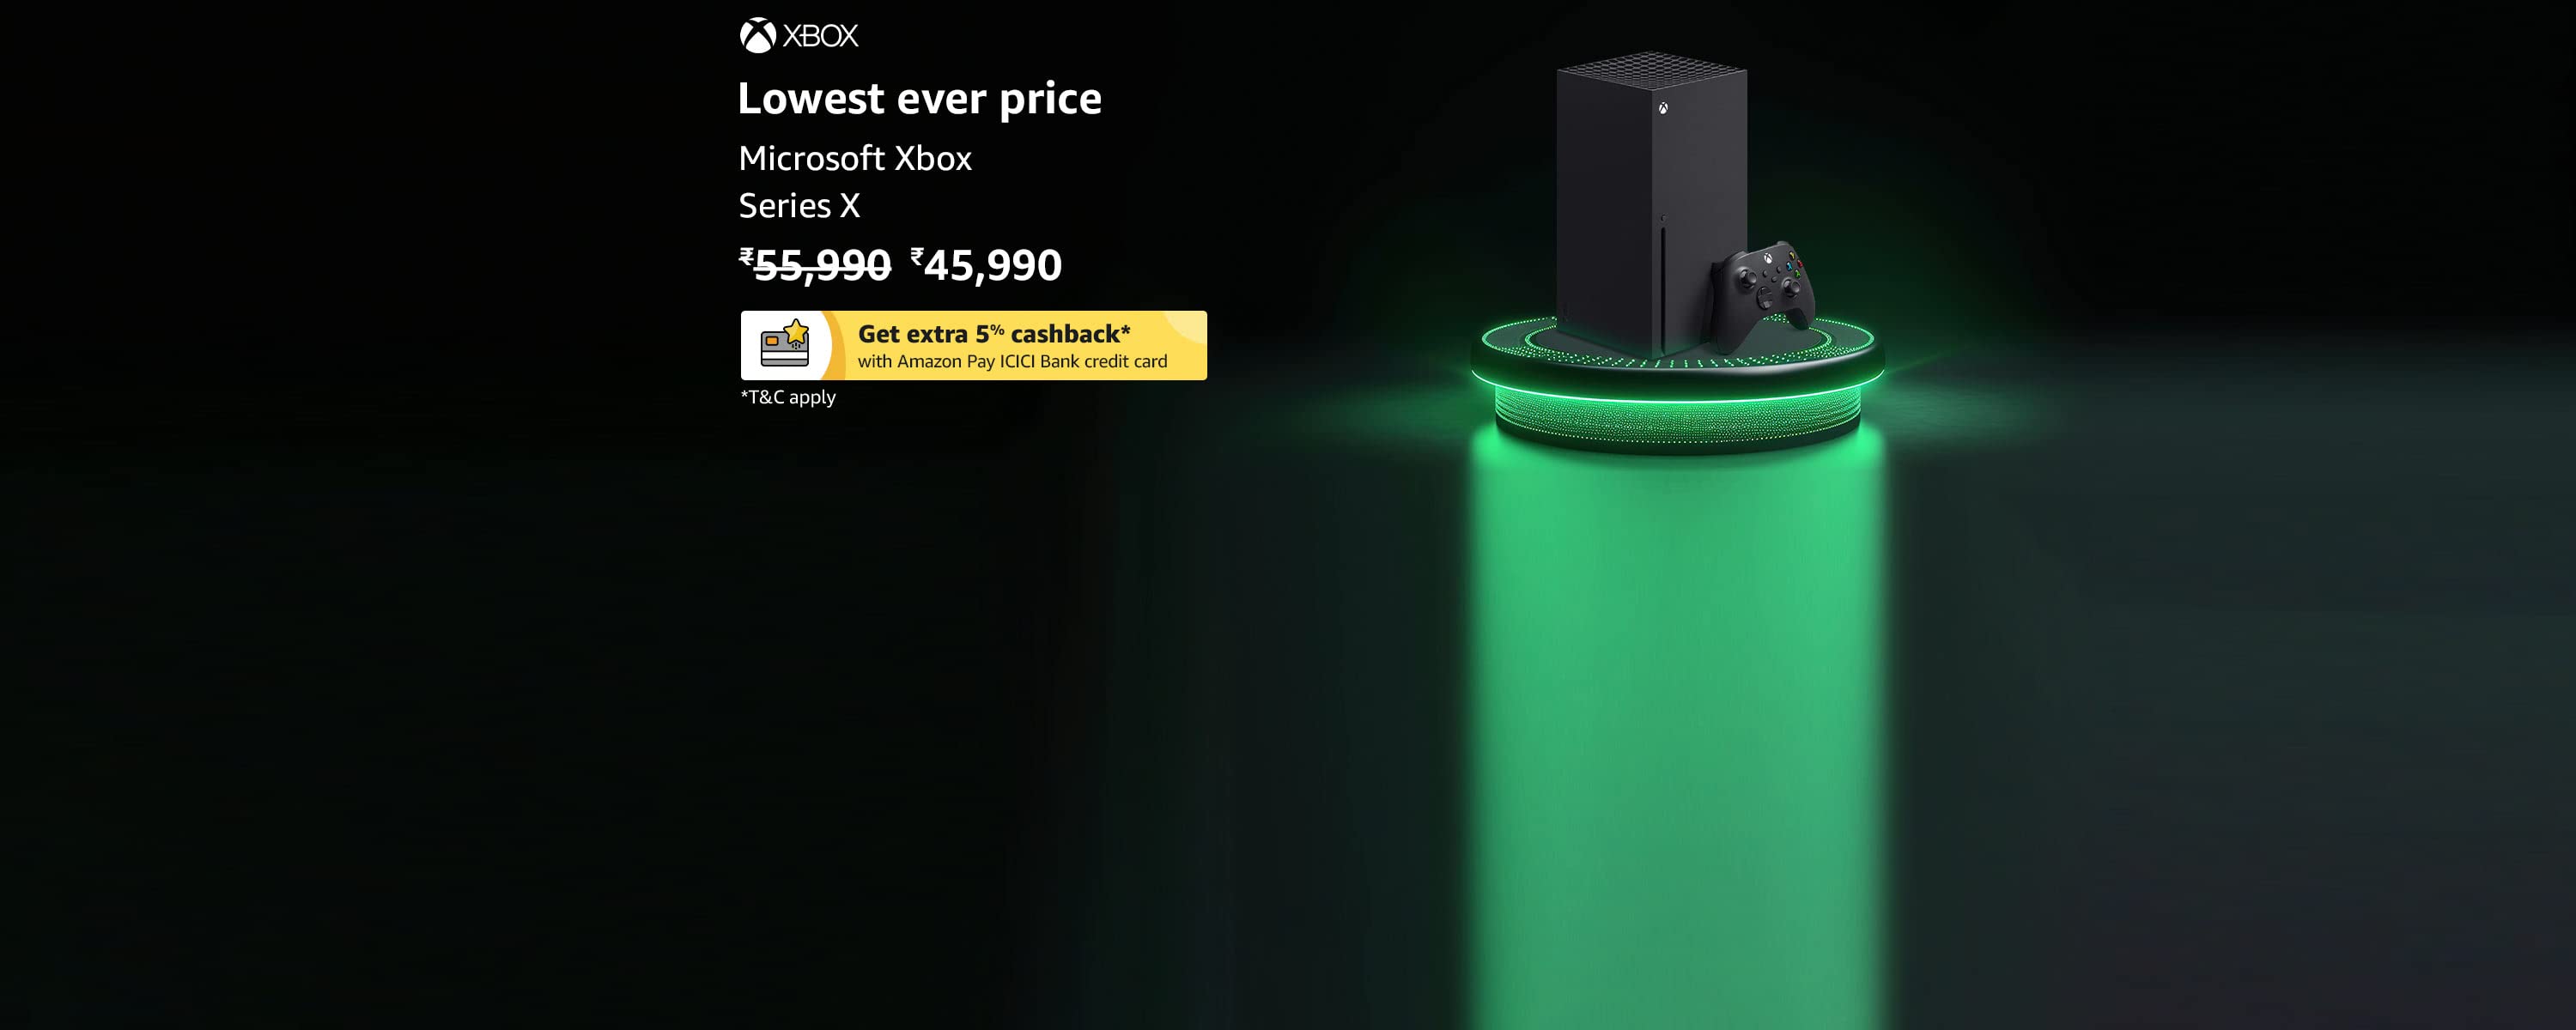 XBOX
Lowest ever price
Microsoft Xbox
Series X
₹55,990 ₹45,990
Get extra 5% cashback*
with Amazon Pay ICICI Bank credit card
*T&C apply